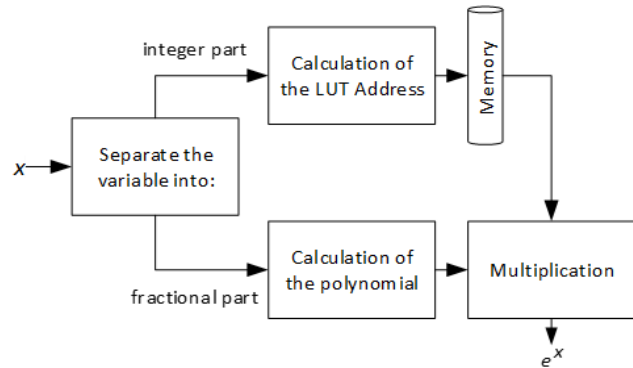 integer part
Calculation of
the LUT Address
Memory
x
Separate the
variable into:
fractional part
Calculation of
the polynomial
Multiplication
e^x